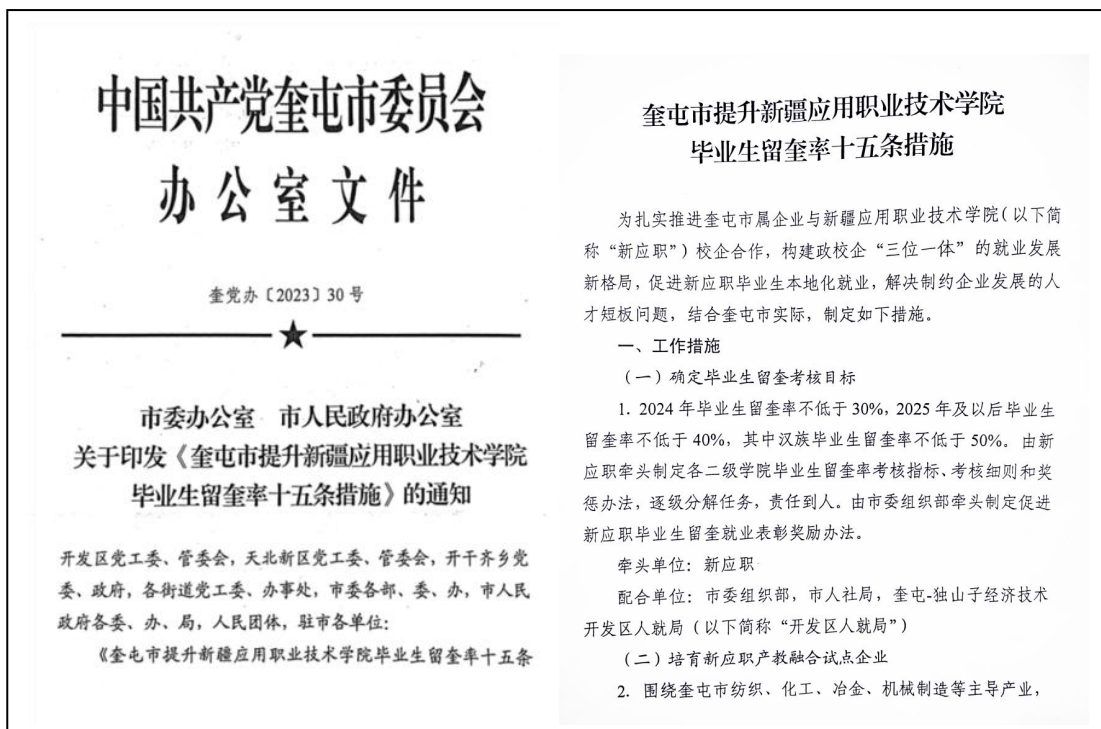 中国共产党奎屯市委员会
办公室文件
奎党办〔2023〕30号
市委办公室 市人民政府办公室
关于印发《奎屯市提升新疆应用职业技术学院
毕业生留奎率十五条措施》的通知
开发区党工委、管委会，天北新区党工委、管委会，开干齐乡党
委、政府，各街道党工委、办事处，市委各部、委、办，市人民
政府各委、办、局，人民团体，驻市各单位：
《奎屯市提升新疆应用职业技术学院毕业生留奎率十五条
奎屯市提升新疆应用职业技术学院
毕业生留奎率十五条措施
为扎实推进奎屯市属企业与新疆应用职业技术学院（以下简
称“新应职”）校企合作，构建政校企“三位一体”的就业发展
新格局，促进新应职毕业生本地化就业，解决制约企业发展的人
才短板问题，结合奎屯市实际，制定如下措施。
一、工作措施
（一）确定毕业生留奎考核目标
1. 2024年毕业生留奎率不低于30%，2025年及以后毕业生
留奎率不低于40%，其中汉族毕业生留奎率不低于50%。由新
应职牵头制定各二级学院毕业生留奎率考核指标、考核细则和奖
惩办法，逐级分解任务，责任到人。由市委组织部牵头制定促进
新应职毕业生留奎就业表彰奖励办法。
牵头单位：新应职
配合单位：市委组织部，市人社局，奎屯-独山子经济技术
开发区人就局（以下简称“开发区人就局”）
（二）培育新应职产教融合试点企业
2. 围绕奎屯市纺织、化工、冶金、机械制造等主导产业，